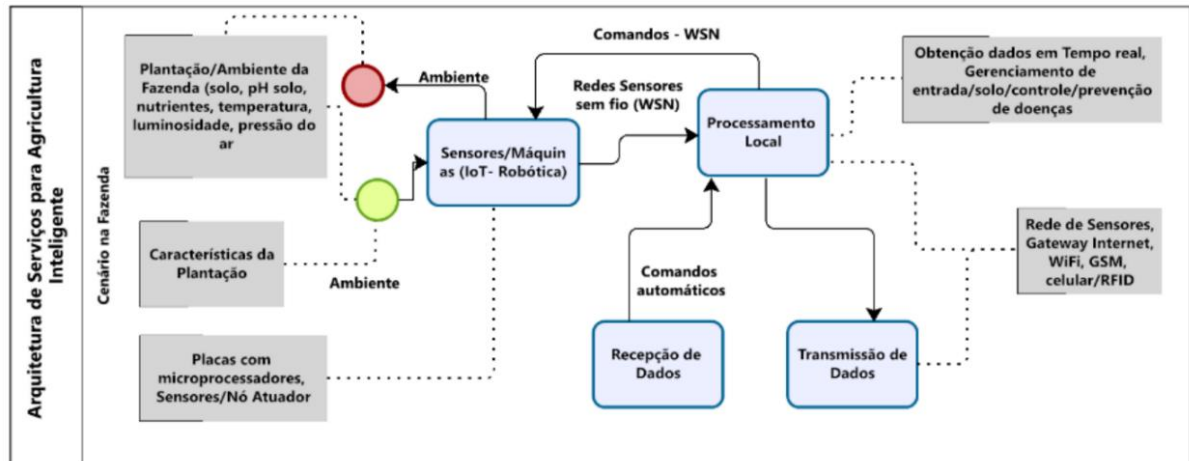 Arquitetura de Serviços para Agricultura
Inteligente
Cenário na Fazenda
Plantação/Ambiente da
Fazenda (solo, pH solo,
nutrientes, temperatura,
luminosidade, pressão do
ar
Características da
Plantação
Placas com
microprocessadores,
Sensores/Nó Atuador
Ambiente
Ambiente
Sensores/Máquin
as (IoT- Robótica)
Comandos - WSN
Redes Sensores
sem fio (WSN)
Processamento
Local
Comandos
automáticos
Recepção de
Dados
Transmissão de
Dados
Obtenção dados em Tempo real,
Gerenciamento de
entrada/solo/controle/prevenção
de doenças
Rede de Sensores,
Gateway Internet,
WiFi, GSM,
celular/RFID